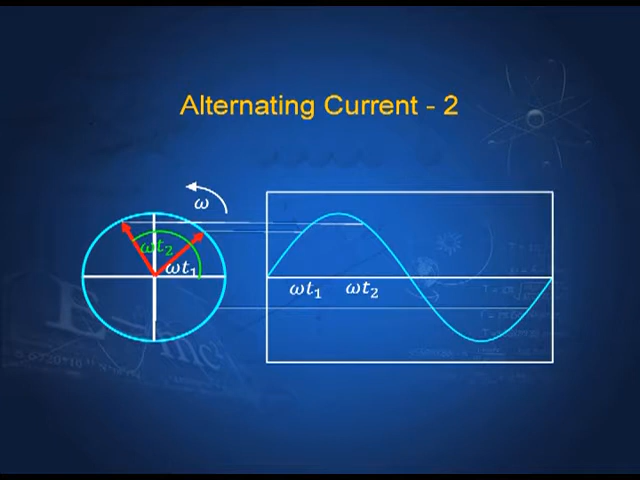 Alternating Current - 2
ω
ωt₂
ωt₁
ωt₁ ωt₂